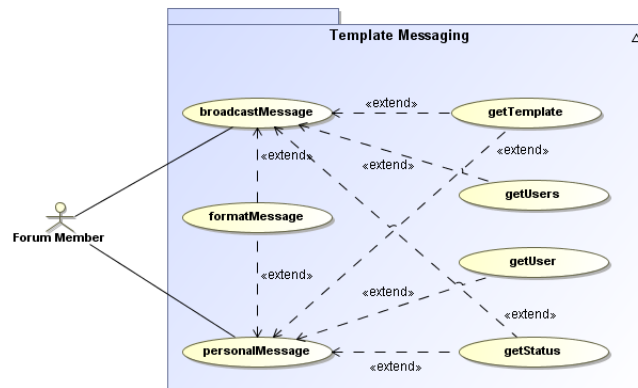 Template Messaging
broadcastMessage
«extend»
getTemplate
«extend»
«extend»
«extend»
getUsers
formatMessage
Forum Member
getUser
«extend»
«extend»
«extend»
personalMessage
getStatus
«extend»